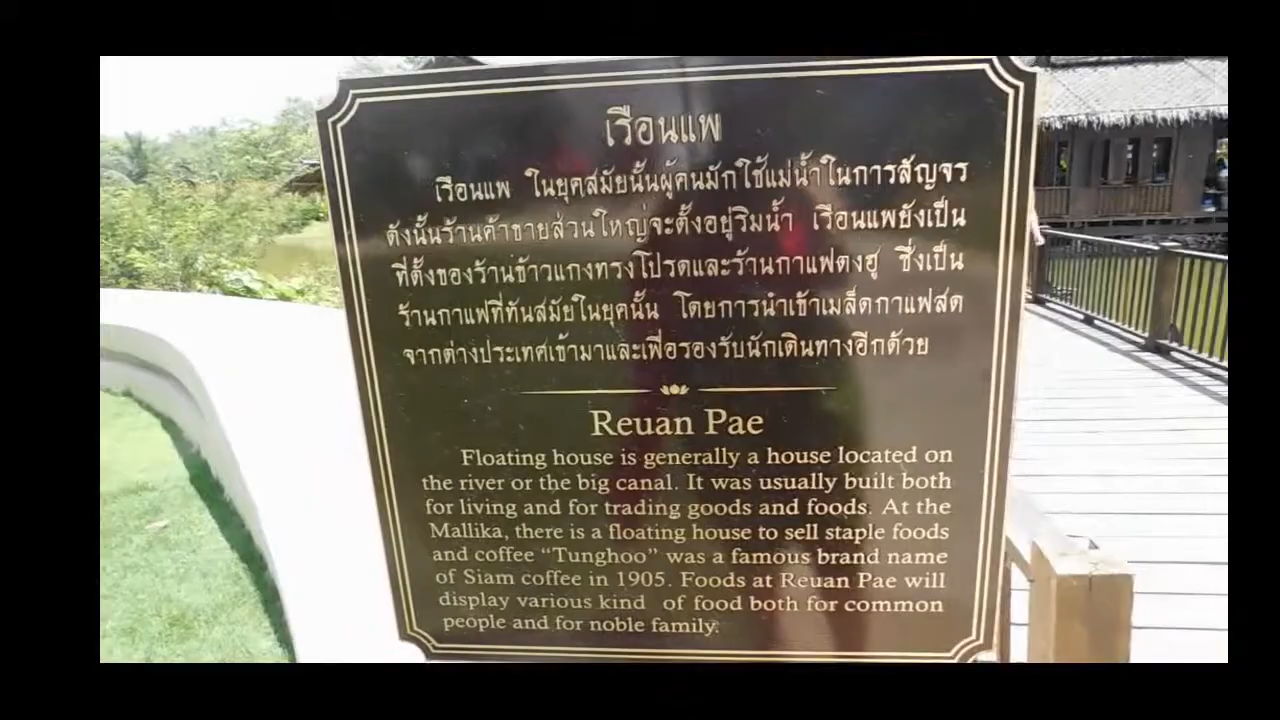 เรือนแพ
เรือนแพ ในยุคสมัยนั้นผู้คนมักใช้แม่น้ำในการสัญจร
ดังนั้นร้านค้าขายส่วนใหญ่จะตั้งอยู่ริมน้ำ เรือนแพยังเป็น
ที่ตั้งของร้านข้าวแกงทรงโปรดและร้านกาแฟตงฮู ซึ่งเป็น
ร้านกาแฟที่ทันสมัยในยุคนั้น โดยการนำเข้าเมล็ดกาแฟสด
จากต่างประเทศเข้ามาและเพื่อรองรับนักเดินทางอีกด้วย
Reuan Pae
Floating house is generally a house located on
the river or the big canal. It was usually built both
for living and for trading goods and foods. At the
Mallika, there is a floating house to sell staple foods
and coffee “Tunghoo” was a famous brand name
of Siam coffee in 1905. Foods at Reuan Pae will
display various kind of food both for common
people and for noble family.